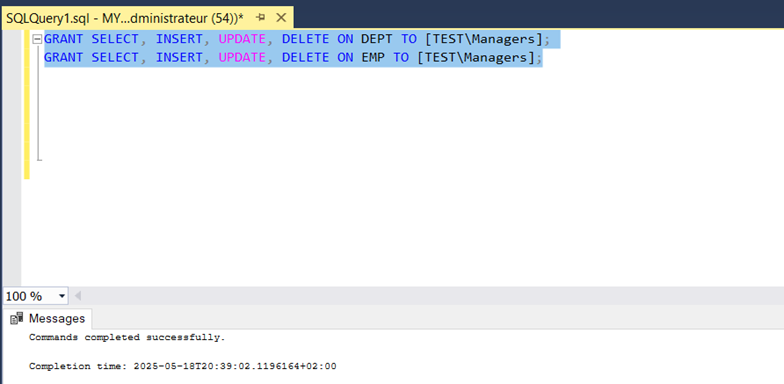 SQLQuery1.sql - MY...dministrateur (54))*
GRANT SELECT, INSERT, UPDATE, DELETE ON DEPT TO [TEST\Managers];
GRANT SELECT, INSERT, UPDATE, DELETE ON EMP TO [TEST\Managers];
100 %
Messages
Commands completed successfully.
Completion time: 2025-05-18T20:39:02.1196164+02:00